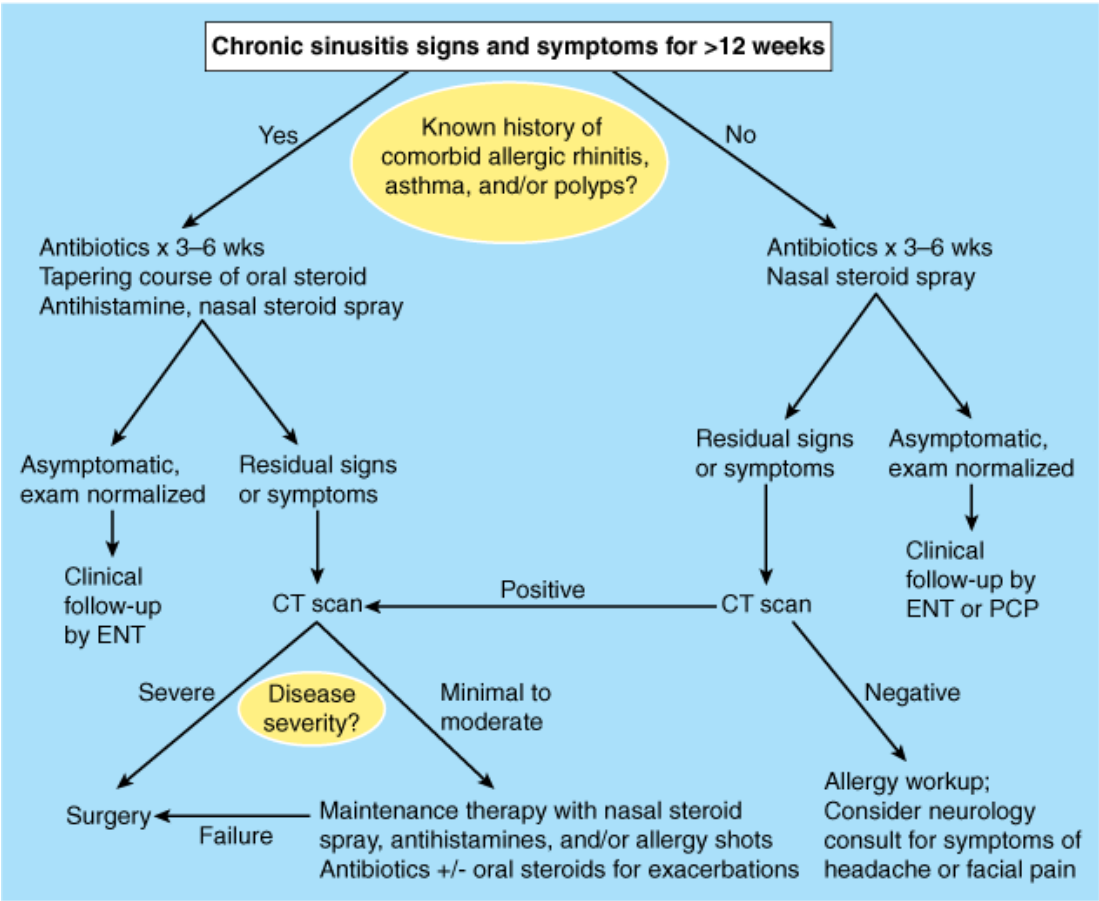 Chronic sinusitis signs and symptoms for >12 weeks
Yes
Known history of
comorbid allergic rhinitis,
asthma, and/or polyps?
No
Antibiotics x 3–6 wks
Tapering course of oral steroid
Antihistamine, nasal steroid spray
Antibiotics x 3–6 wks
Nasal steroid spray
Asymptomatic,
exam normalized
Residual signs
or symptoms
Residual signs
or symptoms
Asymptomatic,
exam normalized
Clinical
follow-up
by ENT
CT scan
Positive
CT scan
Clinical
follow-up by
ENT or PCP
Severe
Disease
severity?
Minimal to
moderate
Negative
Surgery
Failure
Maintenance therapy with nasal steroid
spray, antihistamines, and/or allergy shots
Antibiotics +/- oral steroids for exacerbations
Allergy workup;
Consider neurology
consult for symptoms of
headache or facial pain